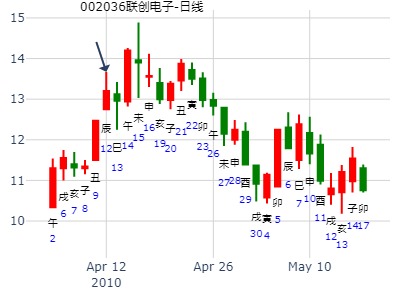 002036联创电子-日线
15
14
13
12
11
10
午
2
戌
6
亥
7
子
8
丑
9
辰
12
巳
13
午
14
未
15
申
16
亥
19
子
20
丑
21
寅
22
卯
23
午
26
未
27
申
28
酉
29
戌
30
寅
4
卯
5
辰
6
巳
7
申
10
酉
11
戌
12
亥
13
子
14
卯
17
Apr 12
2010
Apr 26
May 10